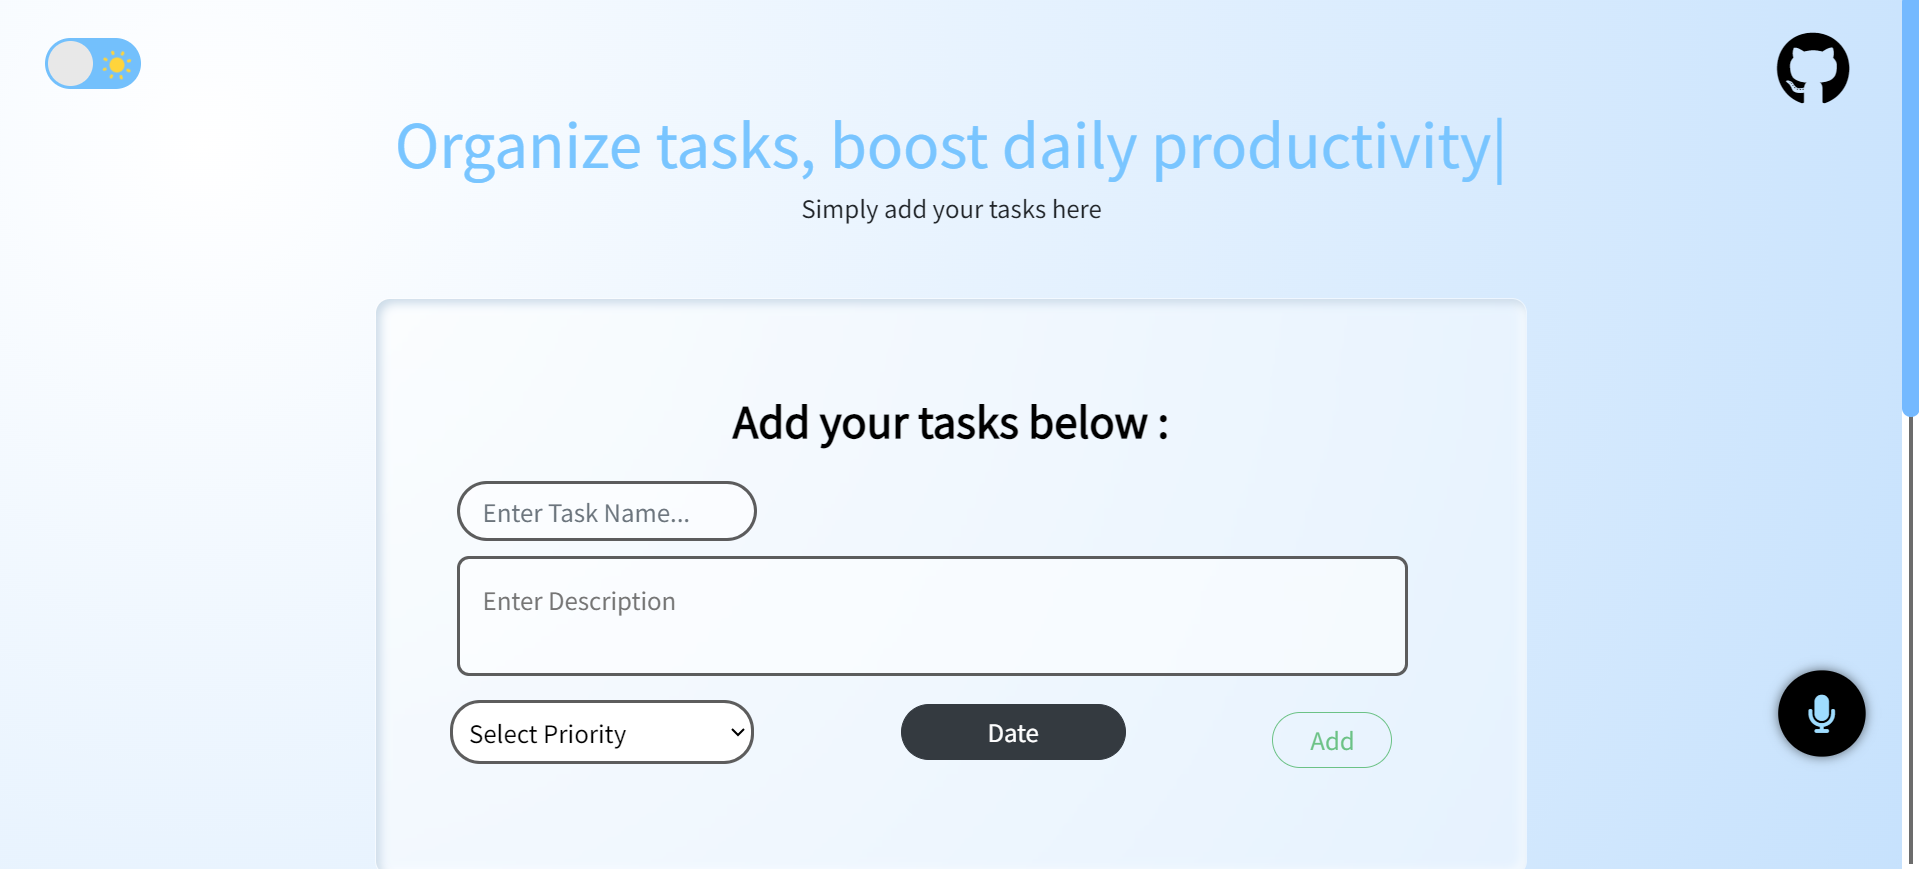 Organize tasks, boost daily productivity|
Simply add your tasks here
Add your tasks below :
Enter Task Name...
Enter Description
Select Priority
Date
Add